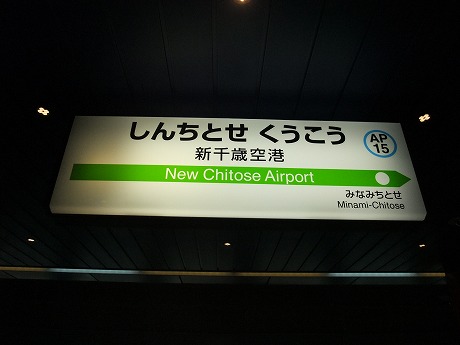 しんちとせ くうこう
新千歳空港
AP
15
New Chitose Airport
みなみちとせ
Minami-Chitose